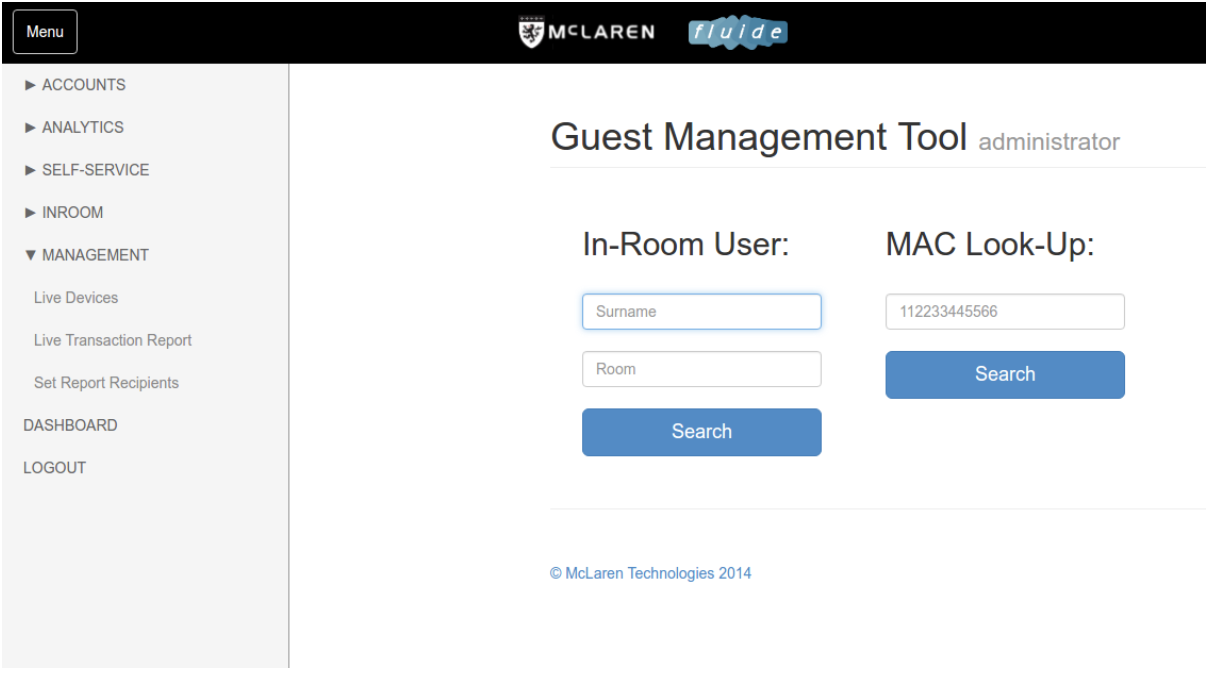 Menu
McLAREN fluide
► ACCOUNTS
► ANALYTICS
► SELF-SERVICE
► INROOM
▼ MANAGEMENT
Live Devices
Live Transaction Report
Set Report Recipients
DASHBOARD
LOGOUT
Guest Management Tool administrator
In-Room User:
Surname
Room
Search
MAC Look-Up:
112233445566
Search
© McLaren Technologies 2014